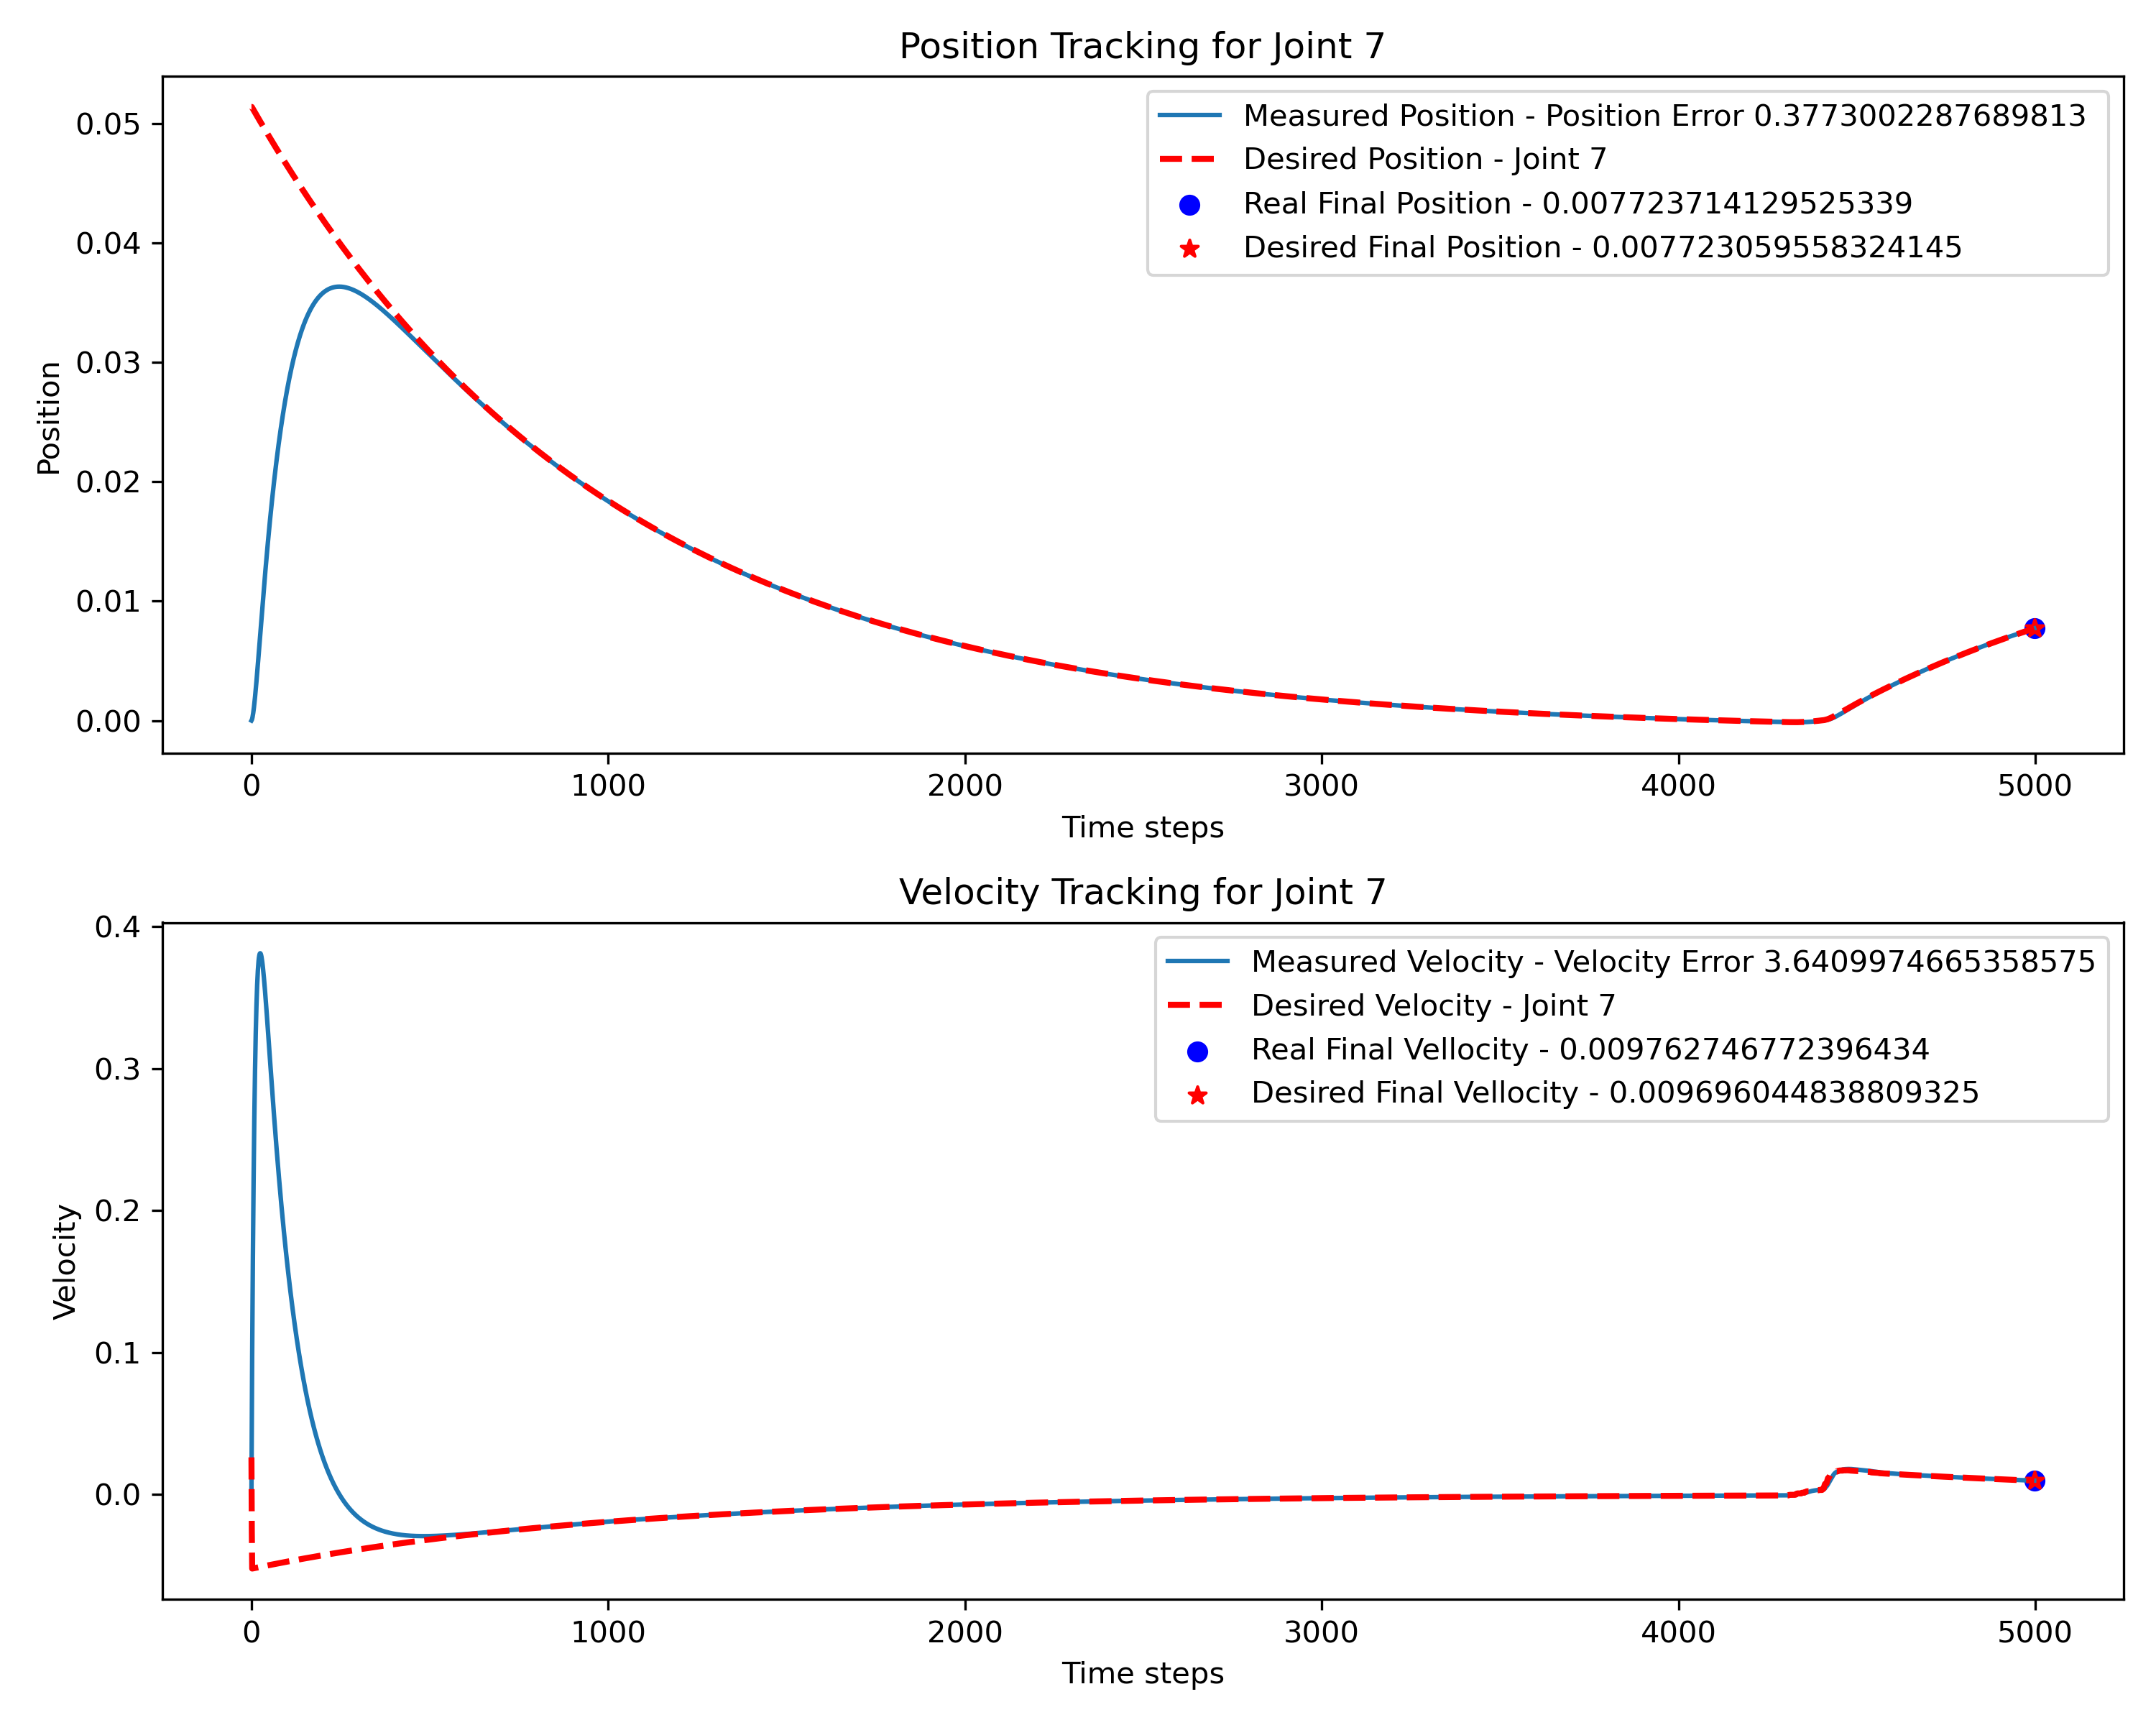 Position Tracking for Joint 7
Measured Position - Position Error 0.3773002287689813
Desired Position - Joint 7
Real Final Position - 0.007723714129525339
Desired Final Position - 0.007723059558324145
0.05
0.04
0.03
0.02
0.01
0.00
Position
0 1000 2000 3000 4000 5000
Time steps
Velocity Tracking for Joint 7
Measured Velocity - Velocity Error 3.6409974665358575
Desired Velocity - Joint 7
Real Final Vellocity - 0.009762746772396434
Desired Final Vellocity - 0.009696044838809325
0.4
0.3
0.2
0.1
0.0
Velocity
0 1000 2000 3000 4000 5000
Time steps